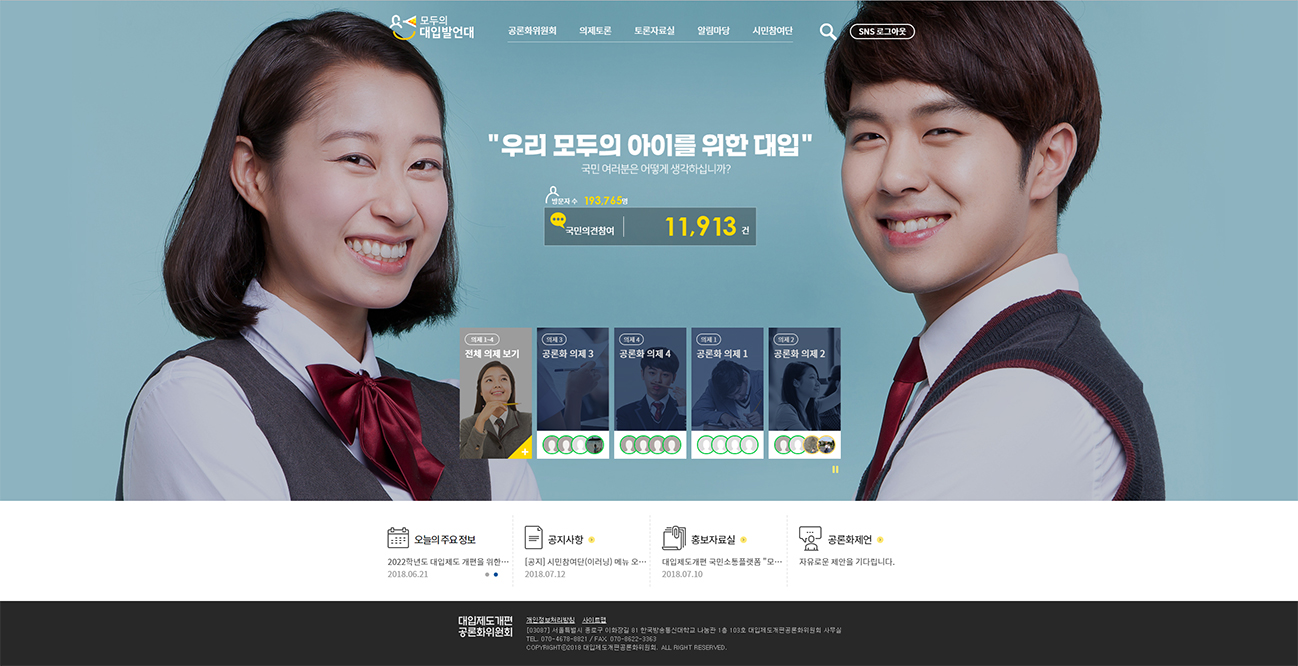 모두의
대입발언대
공론화위원회 의제토론 토론자료실 알림마당 시민참여단
SNS 로그아웃
"우리 모두의 아이를 위한 대입"
국민 여러분은 어떻게 생각하십니까?
방문자 수 193,765명
국민의견참여 11,913 건
의제 1-4
전체 의제 보기
의제 3
공론화 의제 3
의제 4
공론화 의제 4
의제 1
공론화 의제 1
의제 2
공론화 의제 2
오늘의 주요정보
2022학년도 대입제도 개편을 위한···
2018.06.21
공지사항
[공지] 시민참여단(이러닝) 메뉴 오···
2018.07.12
홍보자료실
대입제도개편 국민소통플랫폼 "모···
2018.07.10
공론화제언
자유로운 제안을 기다립니다.
대입제도개편
공론화위원회
개인정보처리방침 사이트맵
[03087] 서울특별시 종로구 이화장길 81 한국방송통신대학교 나눔관 1층 103호 대입제도개편공론화위원회 사무실
TEL. 070-4678-8821 / FAX. 070-8622-3363
COPYRIGHTⓒ2018 대입제도개편공론화위원회. ALL RIGHT RESERVED.